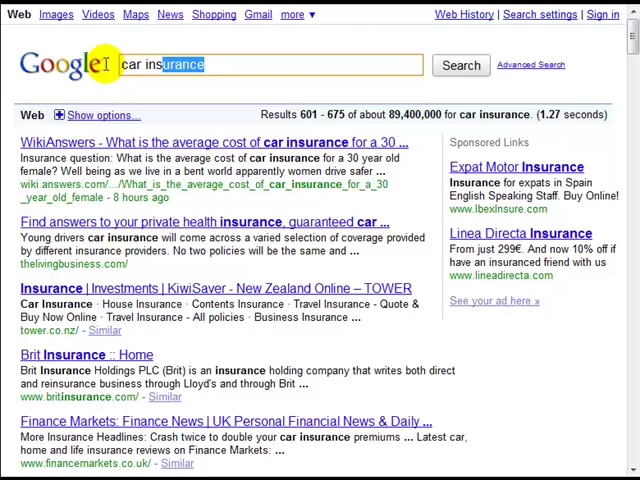 Web Images Videos Maps News Shopping Gmail more ▼ Web History | Search settings | Sign in
Google car insurance Search Advanced Search
Web Show options... Results 601 - 675 of about 89,400,000 for car insurance. (1.27 seconds)
WikiAnswers - What is the average cost of car insurance for a 30 ...
Insurance question: What is the average cost of car insurance for a 30 year old
female? Well being as we live in a bent world apparently women drive safer ...
wiki.answers.com/.../What_is_the_average_cost_of_car_insurance_for_a_30
_year_old_female - 8 hours ago
Find answers to your private health insurance, guaranteed car ...
Young drivers car insurance will come across a varied selection of coverage provided
by different insurance providers. No two policies will be the same and ...
thelivingbusiness.com/
Insurance | Investments | KiwiSaver - New Zealand Online – TOWER
Car Insurance · House Insurance · Contents Insurance · Travel Insurance - Quote &
Buy Now Online · Travel Insurance - All policies · Business Insurance ...
tower.co.nz/ - Similar
Brit Insurance :: Home
Brit Insurance Holdings PLC (Brit) is an insurance holding company that writes both direct
and reinsurance business through Lloyd's and through Brit ...
www.britinsurance.com/ - Similar
Finance Markets: Finance News | UK Personal Financial News & Daily ...
More Insurance Headlines: Crash twice to double your car insurance premiums ... Latest car,
home and life insurance reviews on Finance Markets: ...
www.financemarkets.co.uk/ - Similar
Sponsored Links
Expat Motor Insurance
Insurance for expats in Spain
English Speaking Staff. Buy Online!
www.IbexInsure.com
Linea Directa Insurance
From just 299€. And now 10% off if
have an insured friend with us
www.lineadirecta.com
See your ad here »